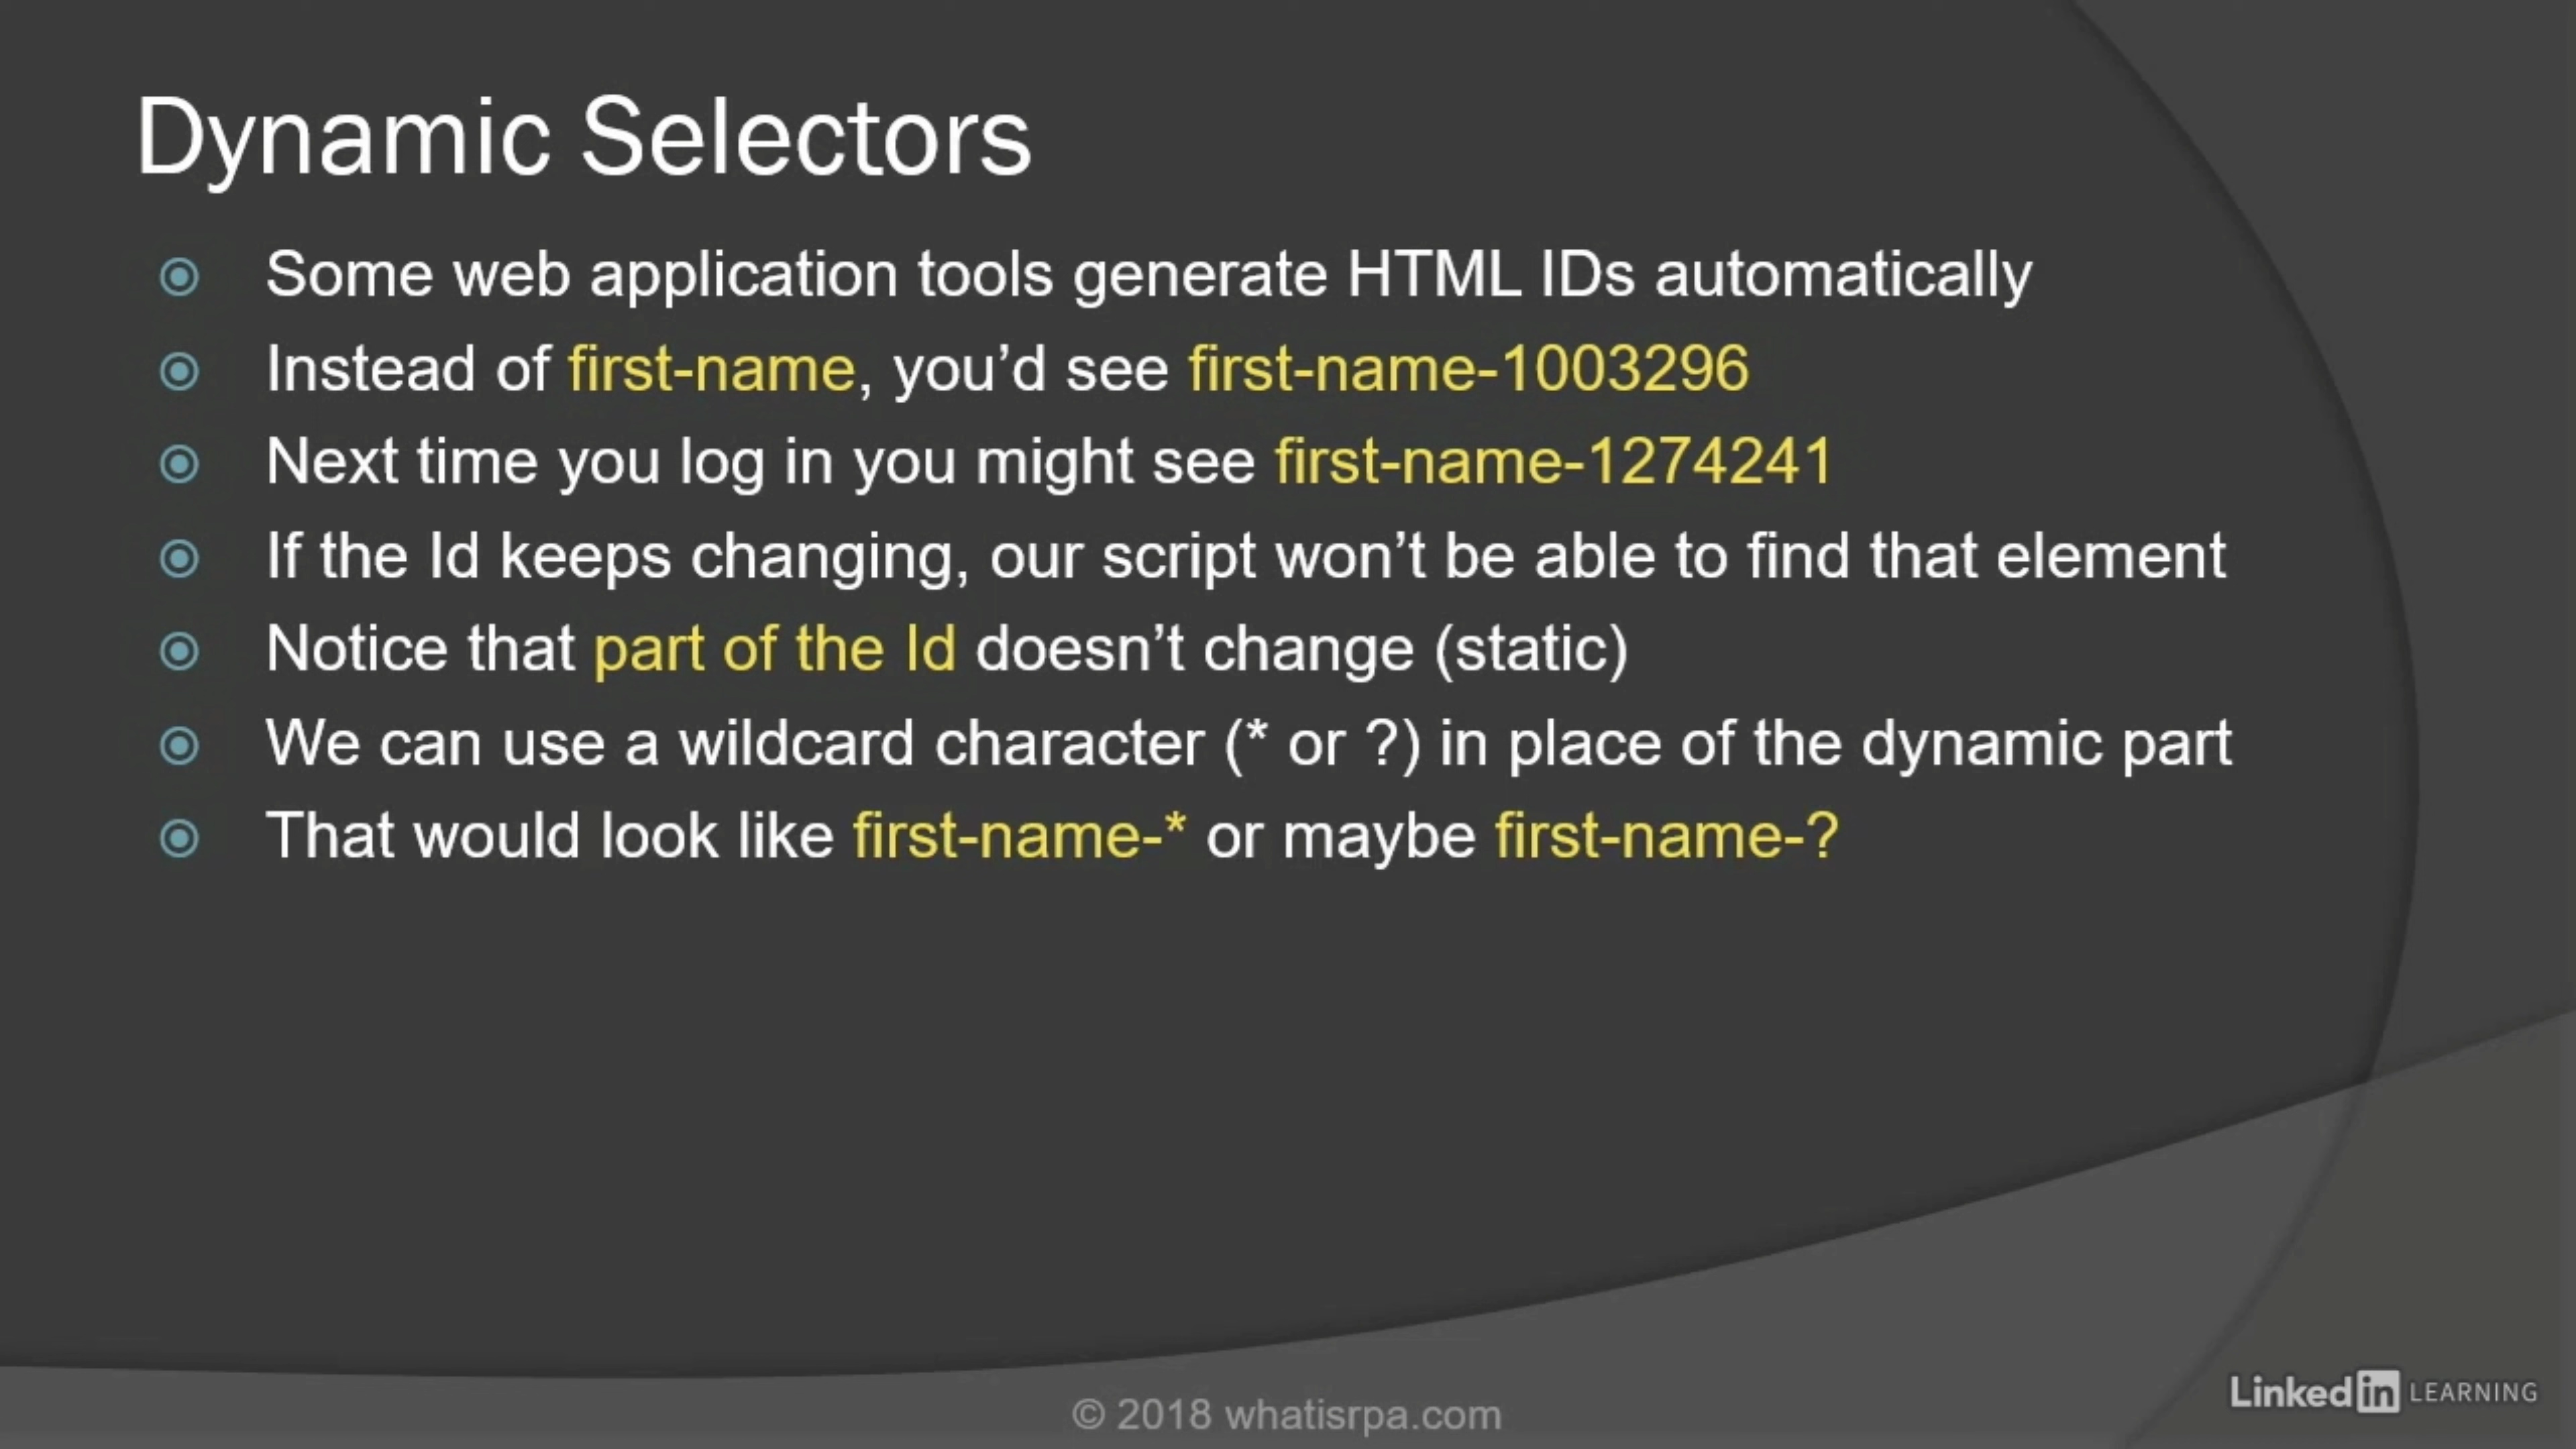 Dynamic Selectors
Some web application tools generate HTML IDs automatically
Instead of first-name, you’d see first-name-1003296
Next time you log in you might see first-name-1274241
If the Id keeps changing, our script won’t be able to find that element
Notice that part of the Id doesn’t change (static)
We can use a wildcard character (* or ?) in place of the dynamic part
That would look like first-name-* or maybe first-name-?
Linked in LEARNING
© 2018 whatisrpa.com